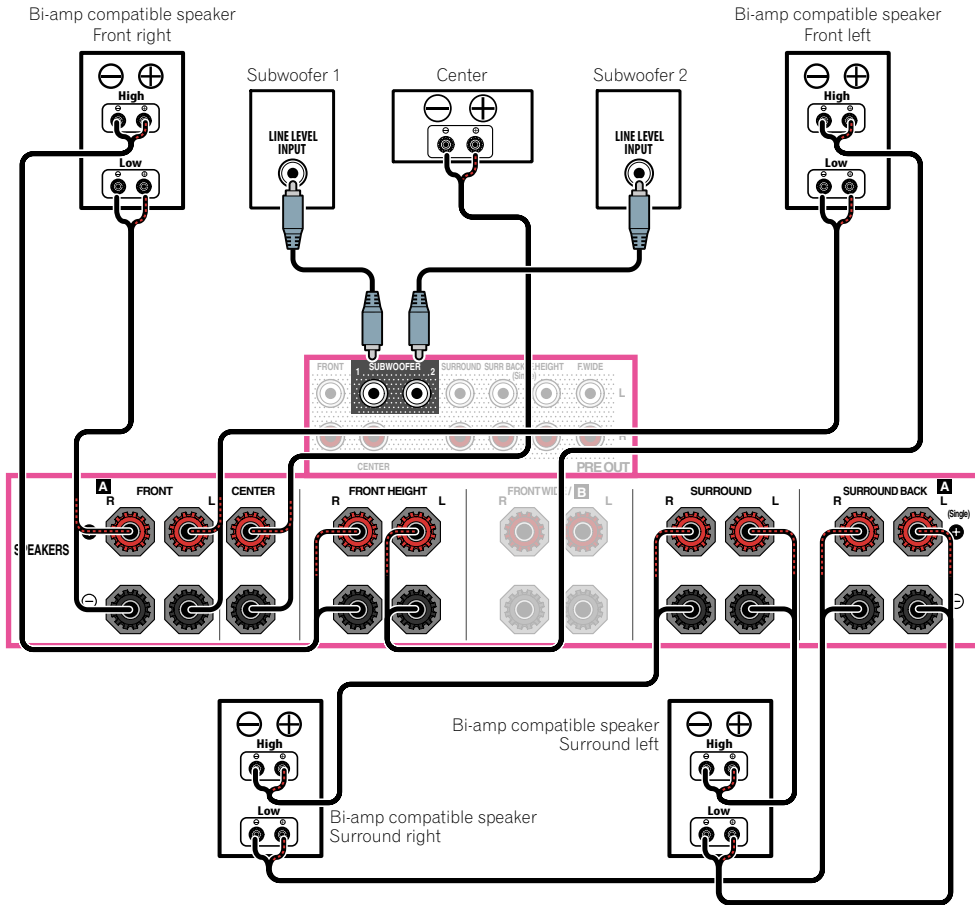 Bi-amp compatible speaker
Front right
Bi-amp compatible speaker
Front left
Subwoofer 1
Center
Subwoofer 2
High
Low
LINE LEVEL
INPUT
LINE LEVEL
INPUT
High
Low
FRONT
SUBWOOFER
1
2
SURROUND
SURR BACK
(Single)
F.HEIGHT
F.WIDE
L
R
CENTER
PRE OUT
SPEAKERS
A
FRONT
R
L
CENTER
FRONT HEIGHT
R
L
FRONT WIDE / B
R
L
SURROUND
R
L
SURROUND BACK
A
R
L
(Single)
High
Low
Bi-amp compatible speaker
Surround right
Bi-amp compatible speaker
Surround left
High
Low